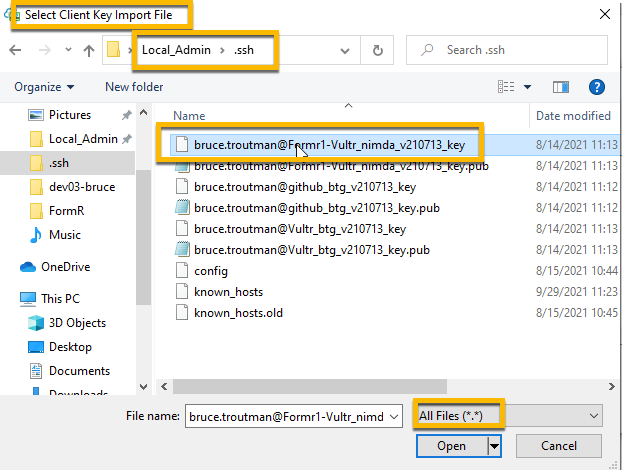 Select Client Key Import File
Local_Admin > .ssh
Search .ssh
Organize
New folder
Pictures
Local_Admin
.ssh
dev03-bruce
FormR
Music
OneDrive
This PC
3D Objects
Desktop
Documents
Downloads
Name
Date modified
bruce.troutman@Formr1-Vultr_nimda_v210713_key
8/14/2021 11:13
bruce.troutman@Formr1-Vultr_nimda_v210713_key.pub
8/14/2021 11:13
bruce.troutman@github_btg_v210713_key
8/14/2021 11:12
bruce.troutman@github_btg_v210713_key.pub
8/14/2021 11:12
bruce.troutman@Vultr_btg_v210713_key
8/14/2021 11:13
bruce.troutman@Vultr_btg_v210713_key.pub
8/14/2021 11:13
config
8/15/2021 10:44
known_hosts
9/29/2021 11:23
known_hosts.old
8/15/2021 10:45
File name:
bruce.troutman@Formr1-Vultr_nimd
All Files (*.*)
Open
Cancel